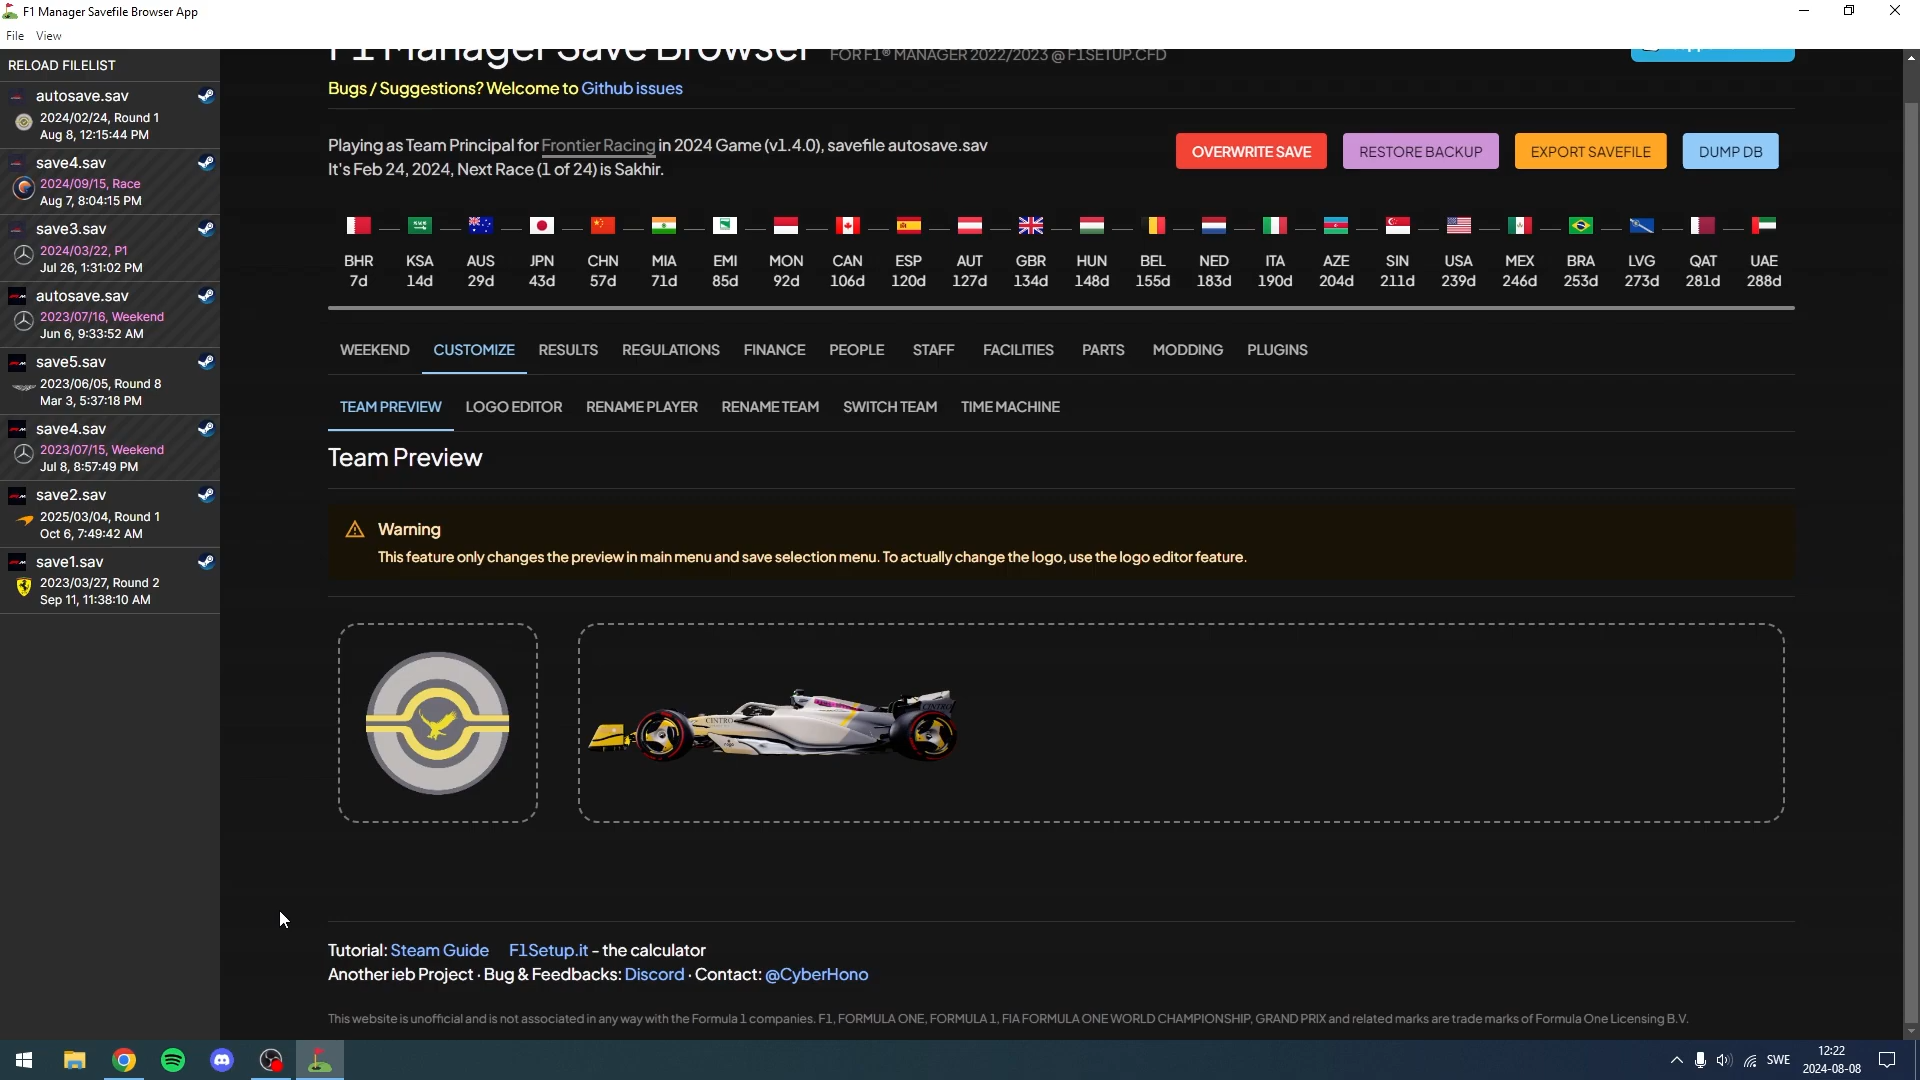 F1 Manager Savefile Browser App
File View
RELOAD FILELIST
autosave.sav
2024/02/24, Round 1
Aug 8, 12:15:44 PM
save4.sav
2024/09/15, Race
Aug 7, 8:04:15 PM
save3.sav
2024/03/22, P1
Jul 26, 1:31:02 PM
autosave.sav
2023/07/16, Weekend
Jun 6, 9:33:52 AM
save5.sav
2023/06/05, Round 8
Mar 3, 5:37:18 PM
save4.sav
2023/07/15, Weekend
Jul 8, 8:57:49 PM
save2.sav
2025/03/04, Round 1
Oct 6, 7:49:42 AM
save1.sav
2023/03/27, Round 2
Sep 11, 11:38:10 AM
F1 Manager Save Browser FOR F1® MANAGER 2022/2023 @ F1SETUP.CFD
Bugs / Suggestions? Welcome to Github issues
Playing as Team Principal for Frontier Racing in 2024 Game (v1.4.0), savefile autosave.sav
It's Feb 24, 2024, Next Race (1 of 24) is Sakhir.
OVERWRITE SAVE RESTORE BACKUP EXPORT SAVEFILE DUMP DB
BHR KSA AUS JPN CHN MIA EMI MON CAN ESP AUT GBR HUN BEL NED ITA AZE SIN USA MEX BRA LVG QAT UAE
7d 14d 29d 43d 57d 71d 85d 92d 106d 120d 127d 134d 148d 155d 183d 190d 204d 211d 239d 246d 253d 273d 281d 288d
WEEKEND CUSTOMIZE RESULTS REGULATIONS FINANCE PEOPLE STAFF FACILITIES PARTS MODDING PLUGINS
TEAM PREVIEW LOGO EDITOR RENAME PLAYER RENAME TEAM SWITCH TEAM TIME MACHINE
Team Preview
Warning
This feature only changes the preview in main menu and save selection menu. To actually change the logo, use the logo editor feature.
CINTRO
CINTRO
Tutorial: Steam Guide F1Setup.it - the calculator
Another ieb Project · Bug & Feedbacks: Discord · Contact: @CyberHono
This website is unofficial and is not associated in any way with the Formula 1 companies. F1, FORMULA ONE, FORMULA 1, FIA FORMULA ONE WORLD CHAMPIONSHIP, GRAND PRIX and related marks are trade marks of Formula One Licensing B.V.
SWE
12:22
2024-08-08